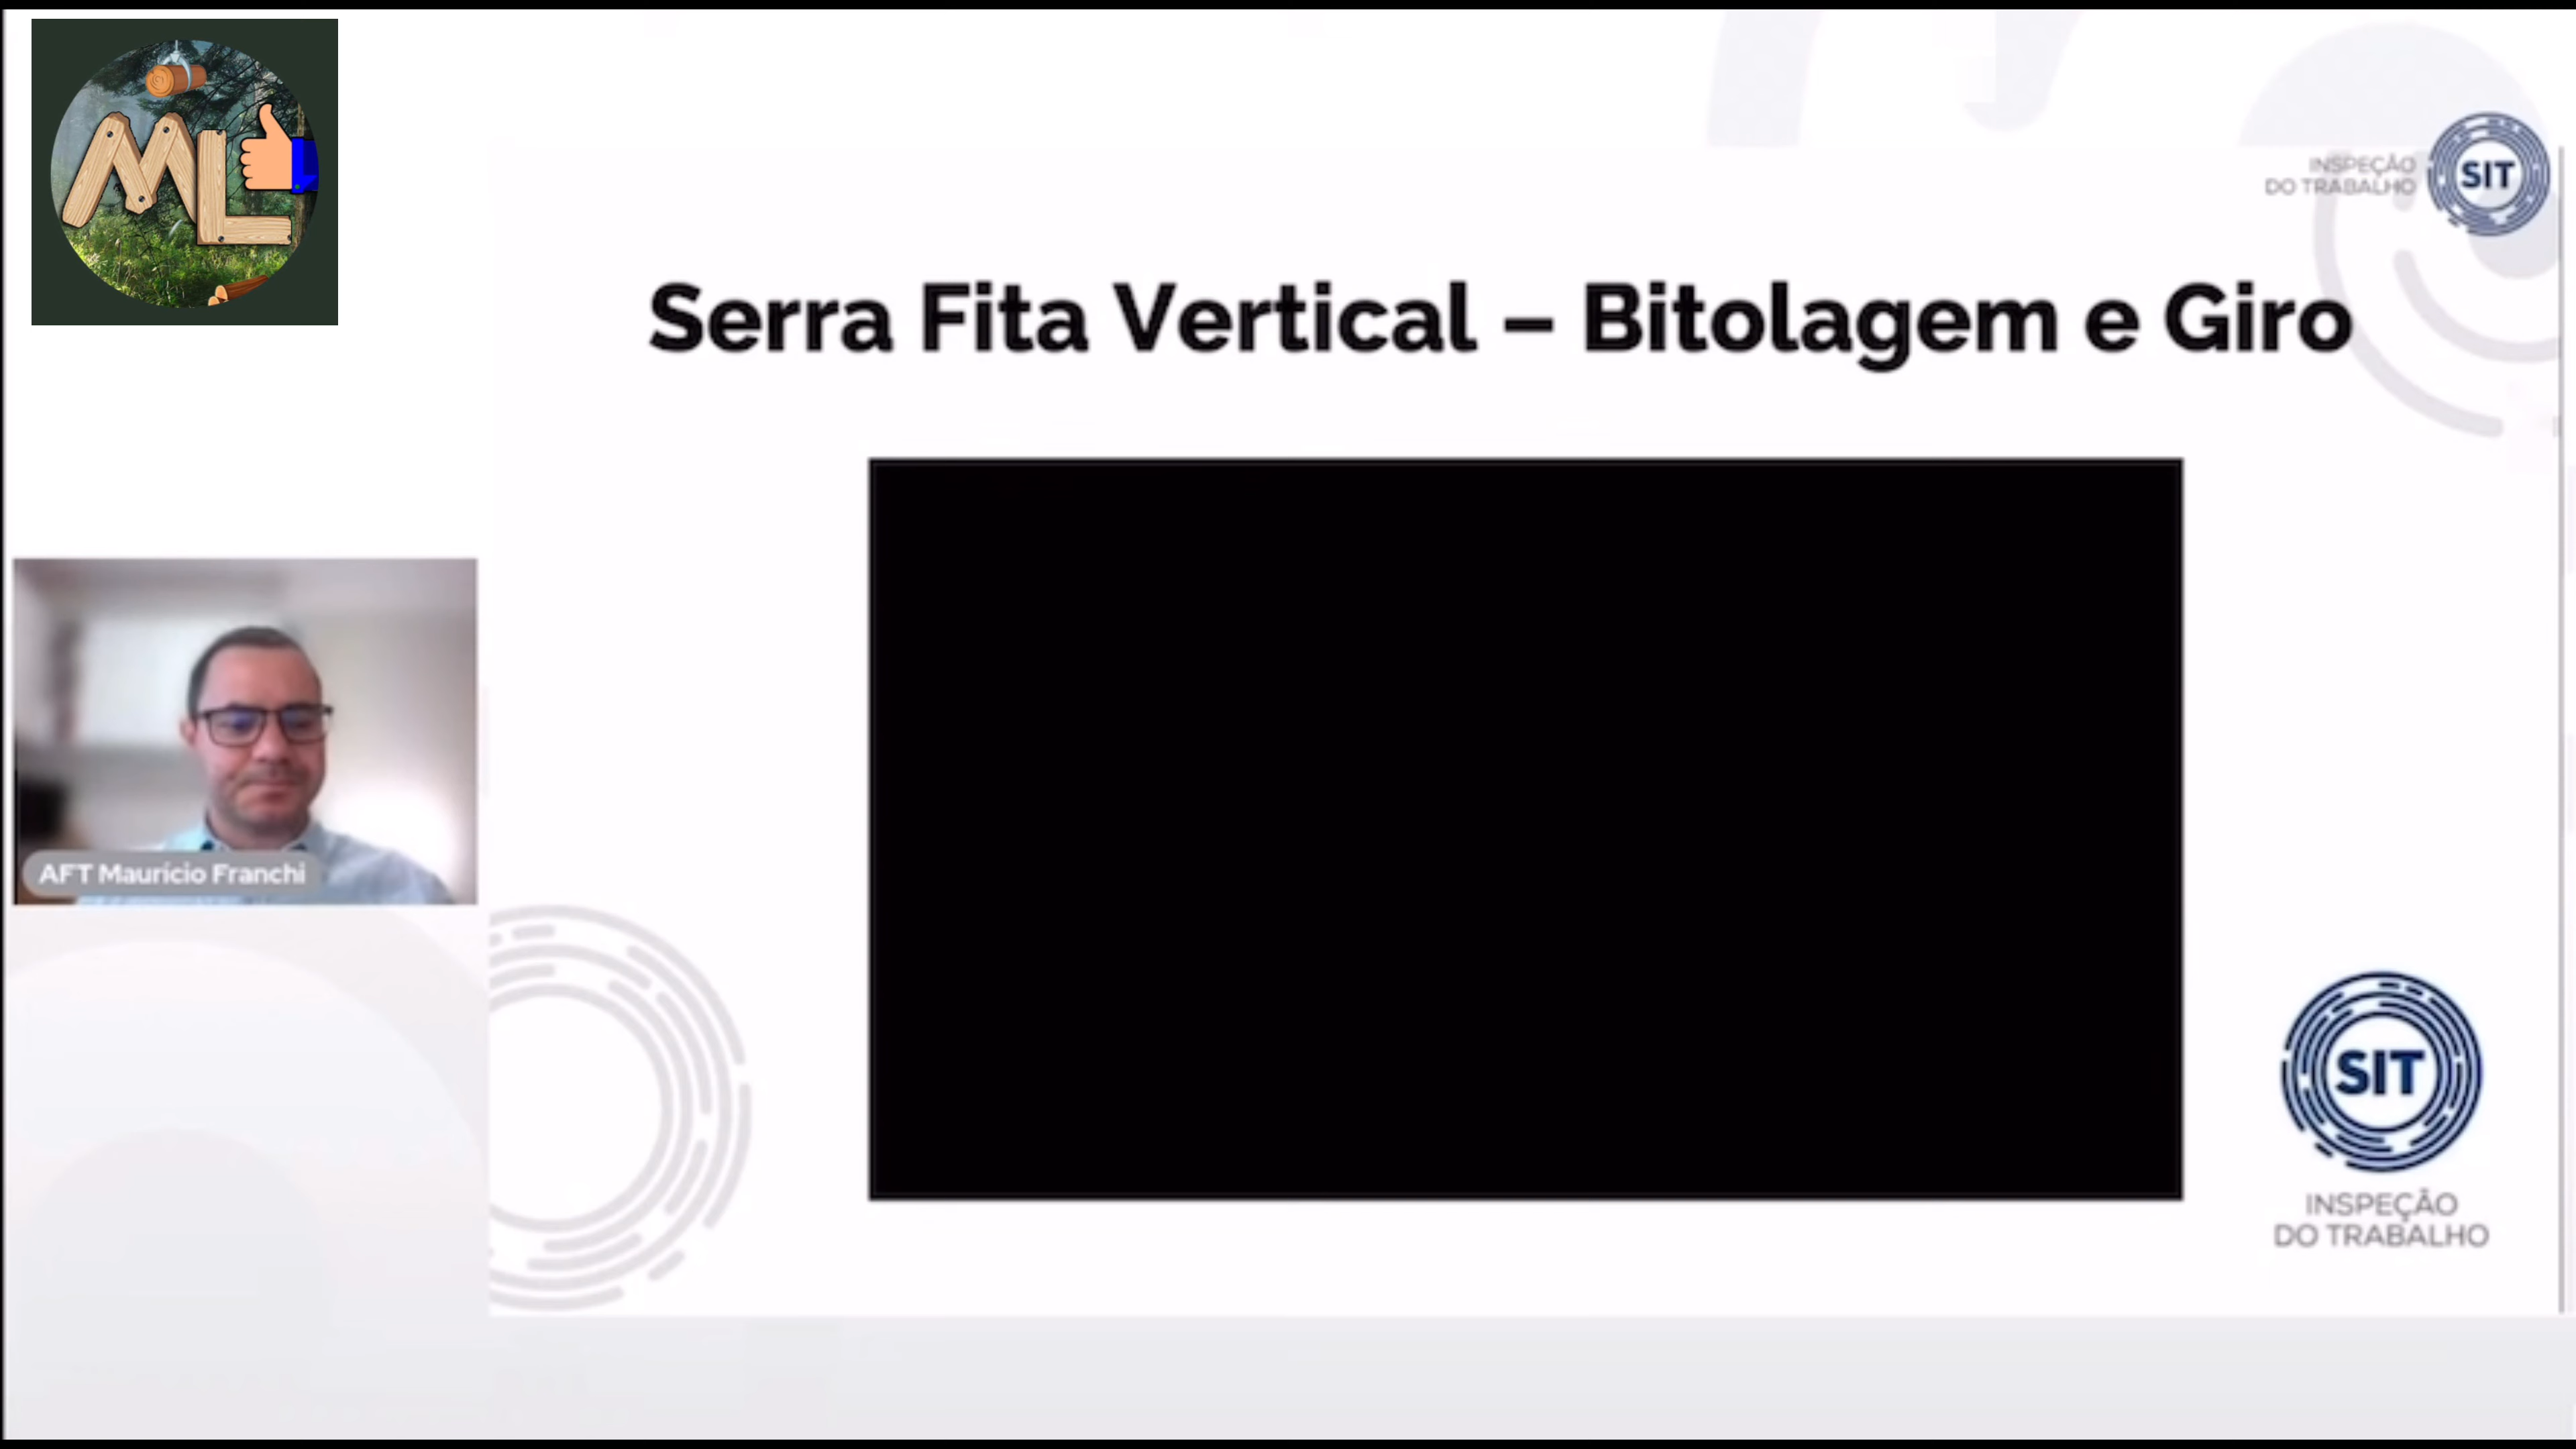 ML
INSPEÇÃO
DO TRABALHO
SIT
Serra Fita Vertical – Bitolagem e Giro
AFT Maurício Franchi
SIT
INSPEÇÃO
DO TRABALHO